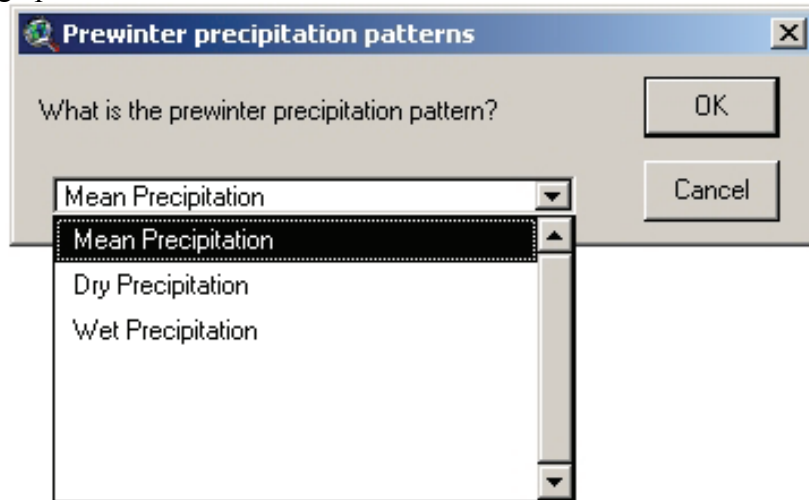 Prewinter precipitation patterns
What is the prewinter precipitation pattern?
OK
Mean Precipitation
Cancel
Mean Precipitation
Dry Precipitation
Wet Precipitation